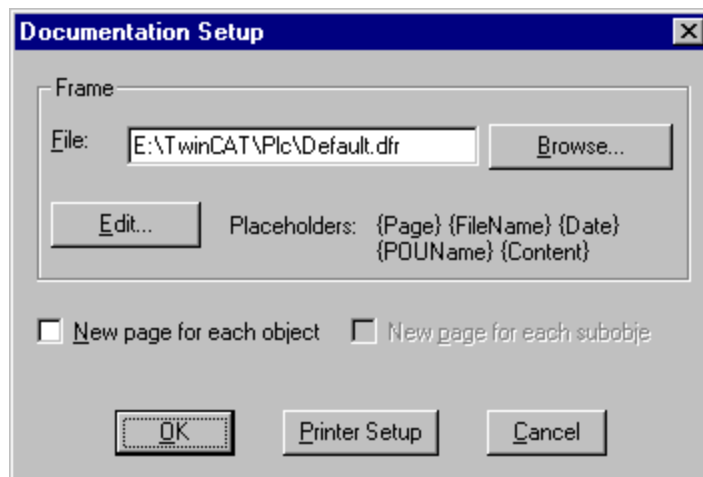 Documentation Setup
Frame
File: E:\TwinCAT\Plc\Default.dfr Browse...
Edit... Placeholders: {Page} {FileName} {Date}
{POUName} {Content}
New page for each object New page for each subobje
OK Printer Setup Cancel